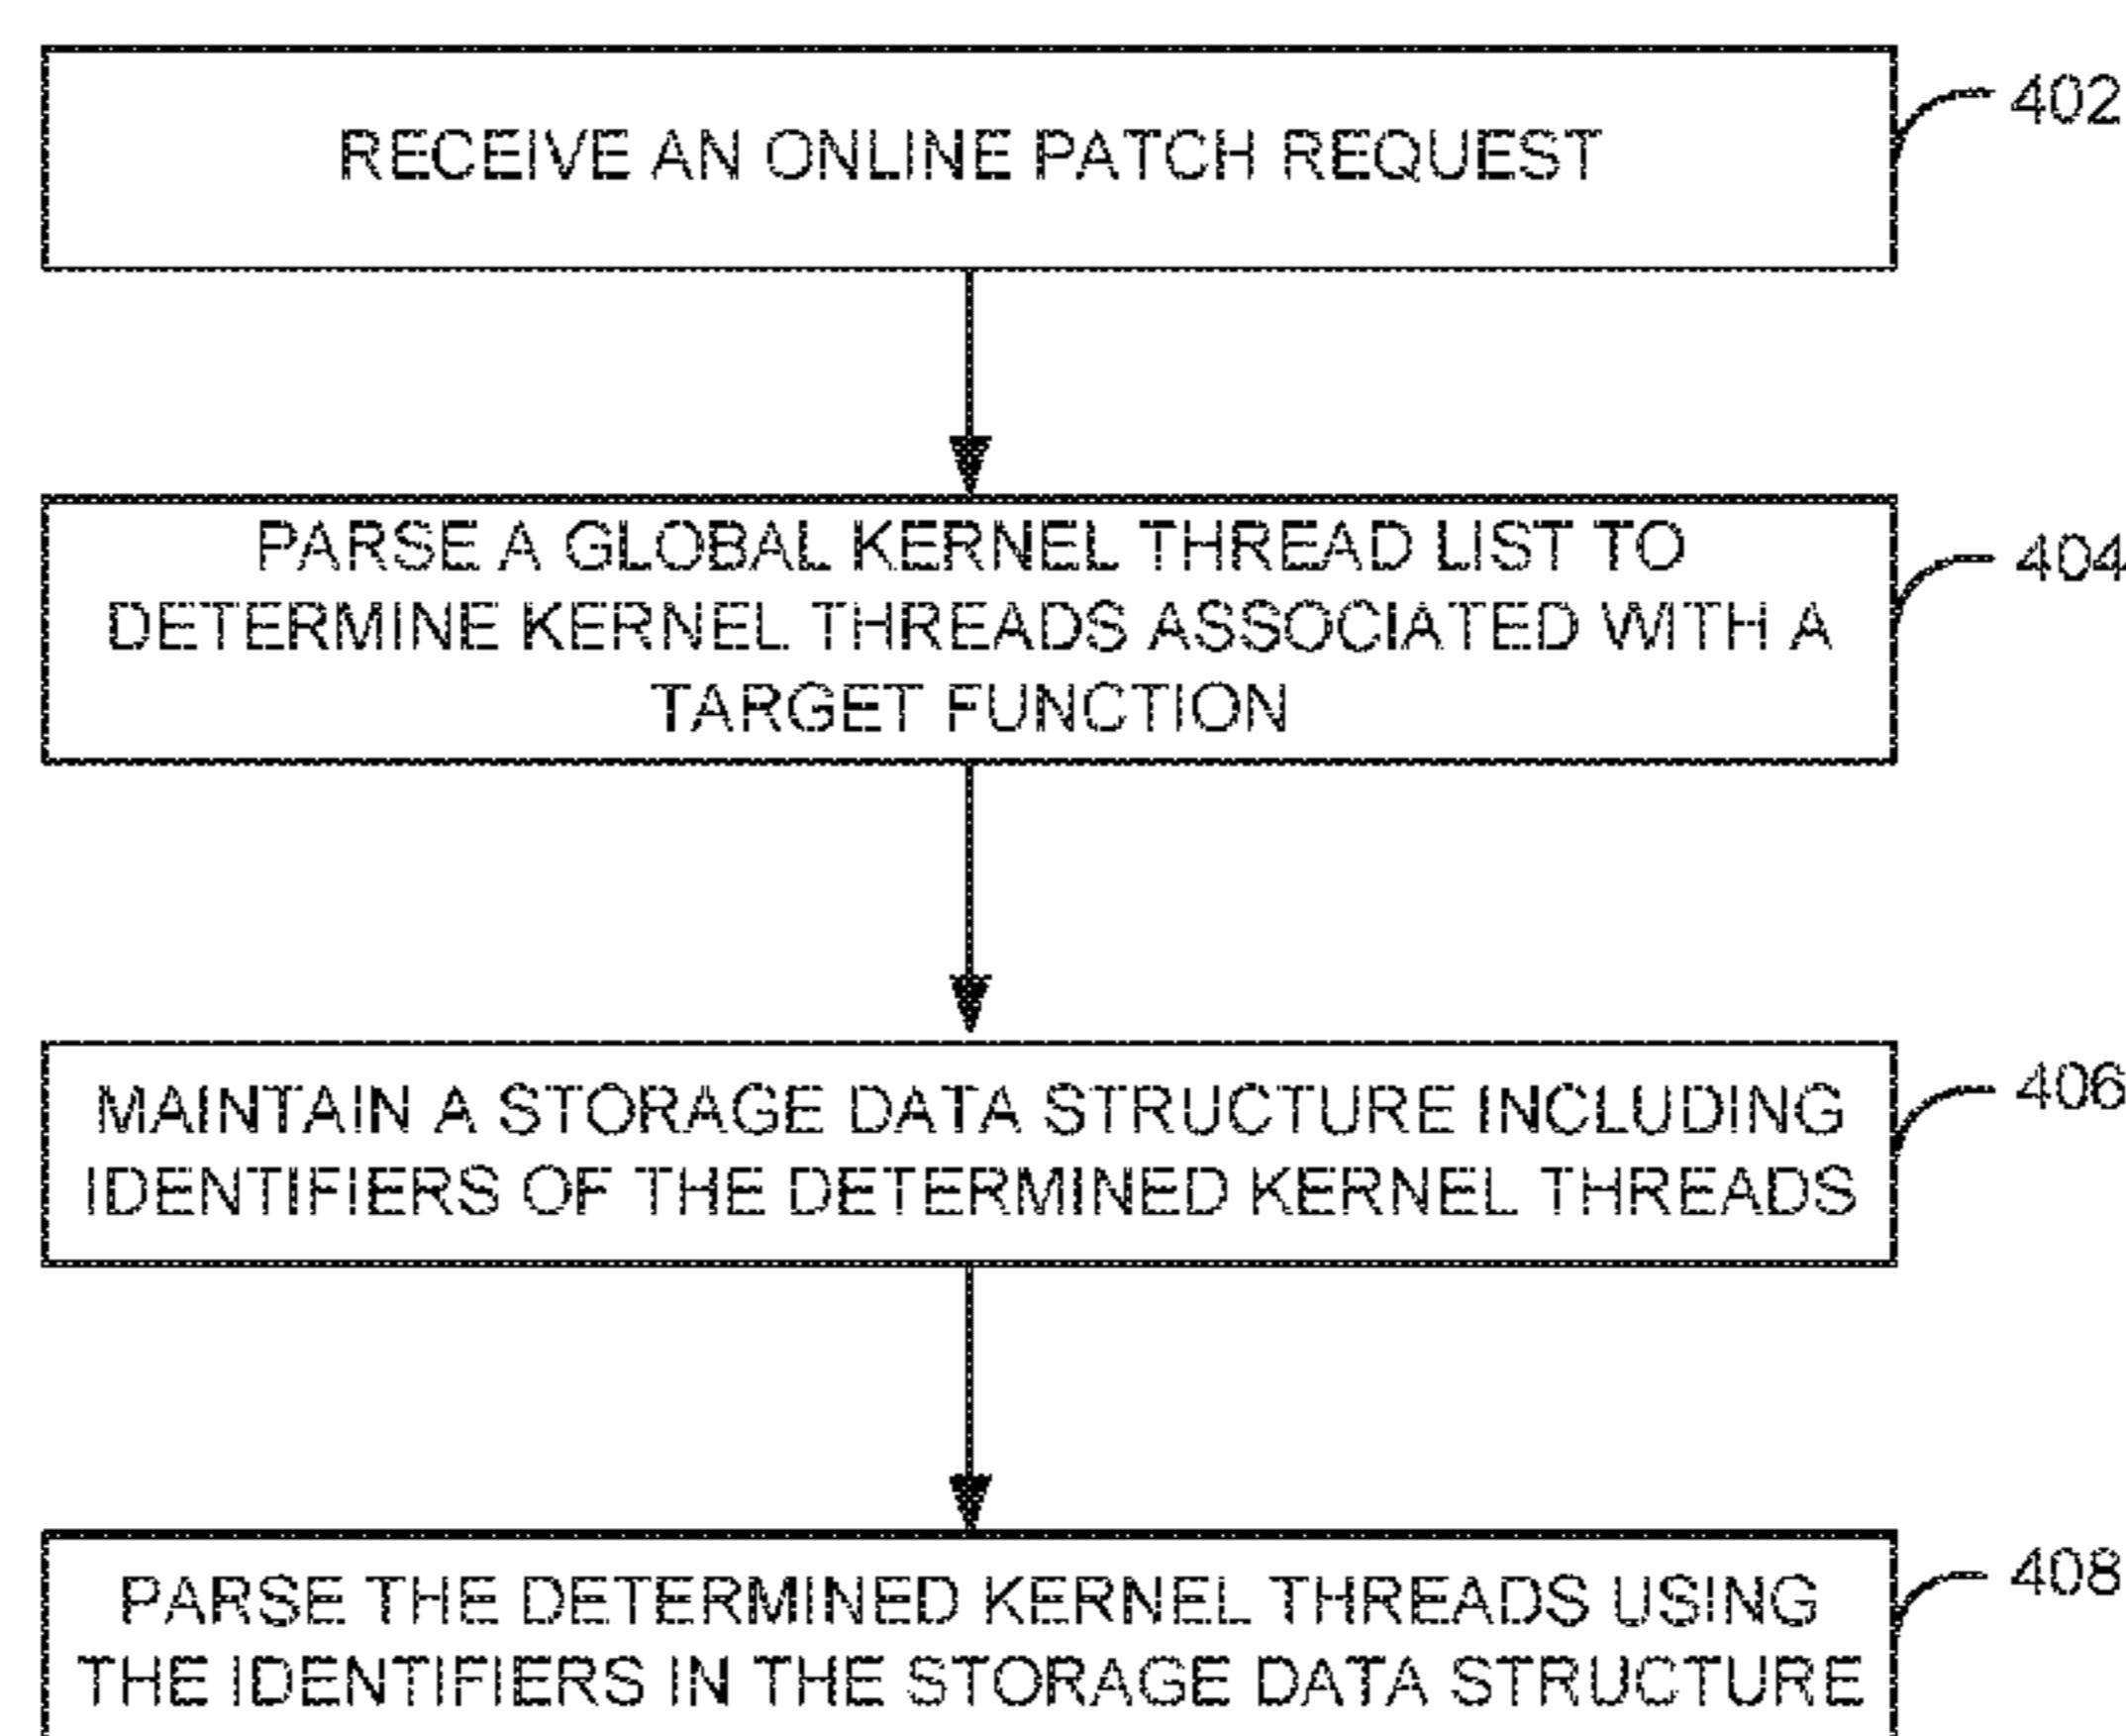 RECEIVE AN ONLINE PATCH REQUEST
402
PARSE A GLOBAL KERNEL THREAD LIST TO
DETERMINE KERNEL THREADS ASSOCIATED WITH A
TARGET FUNCTION
404
MAINTAIN A STORAGE DATA STRUCTURE INCLUDING
IDENTIFIERS OF THE DETERMINED KERNEL THREADS
406
PARSE THE DETERMINED KERNEL THREADS USING
THE IDENTIFIERS IN THE STORAGE DATA STRUCTURE
408